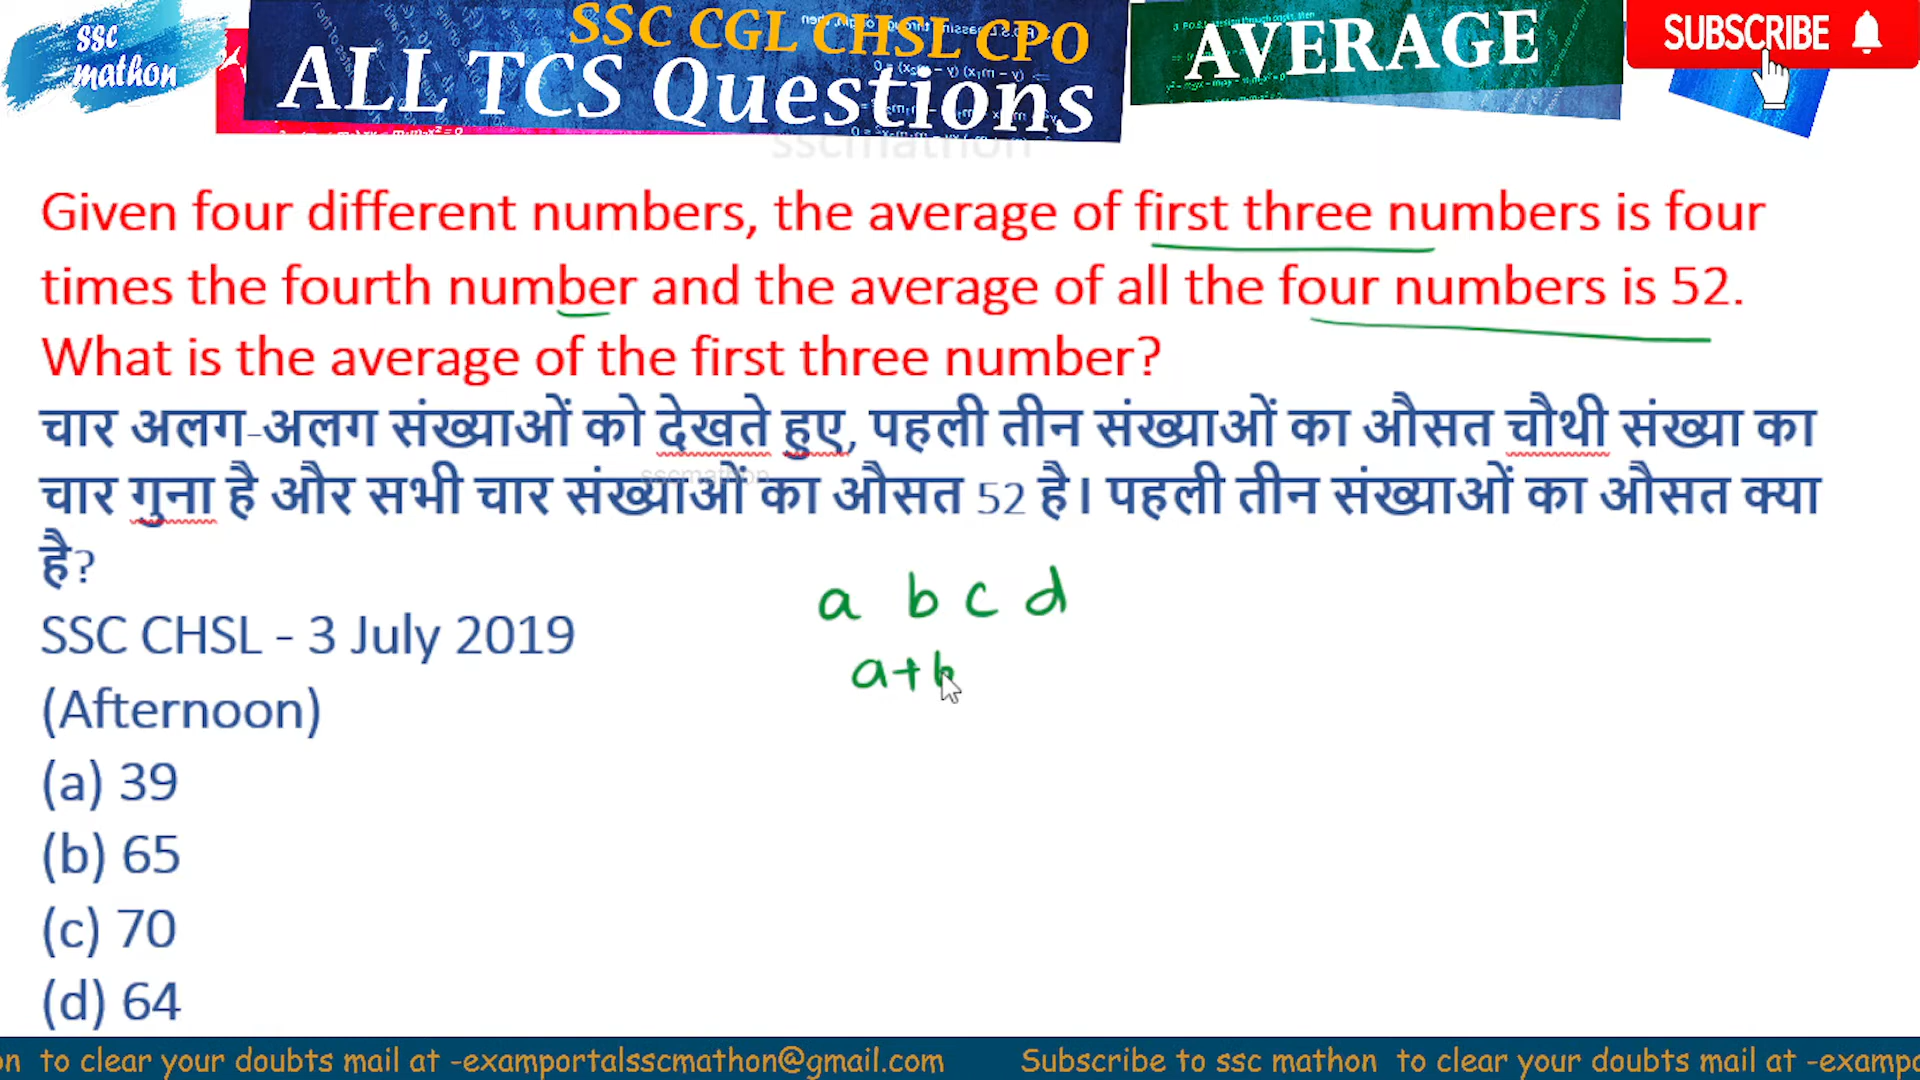 ssc
mathon
SSC CGL CHSL CPO
ALL TCS Questions
AVERAGE
SUBSCRIBE
sscmathon
Given four different numbers, the average of first three numbers is four
times the fourth number and the average of all the four numbers is 52.
What is the average of the first three number?
चार अलग-अलग संख्याओं को देखते हुए, पहली तीन संख्याओं का औसत चौथी संख्या का
sscmathon
चार गुना है और सभी चार संख्याओं का औसत 52 है। पहली तीन संख्याओं का औसत क्या
है?
a b c d
SSC CHSL - 3 July 2019
a+b
(Afternoon)
(a) 39
(b) 65
(c) 70
(d) 64
on to clear your doubts mail at -examportalsscmathon@gmail.com Subscribe to ssc mathon to clear your doubts mail at -exampo